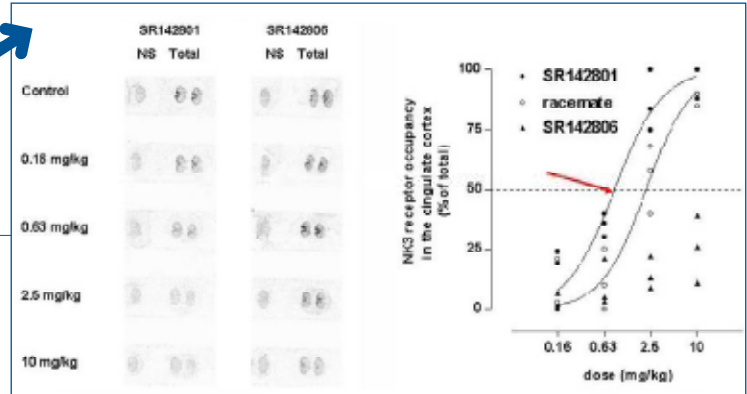 SR142801 SR142806
NS Total NS Total
Control
0.18 mg/kg
0.63 mg/kg
2.5 mg/kg
10 mg/kg
NK3 receptor occupancy
in the cingulate cortex
(% of total)
100
75
50
25
0
SR142801
racemate
SR142806
0.16 0.63 2.5 10
dose (mg/kg)